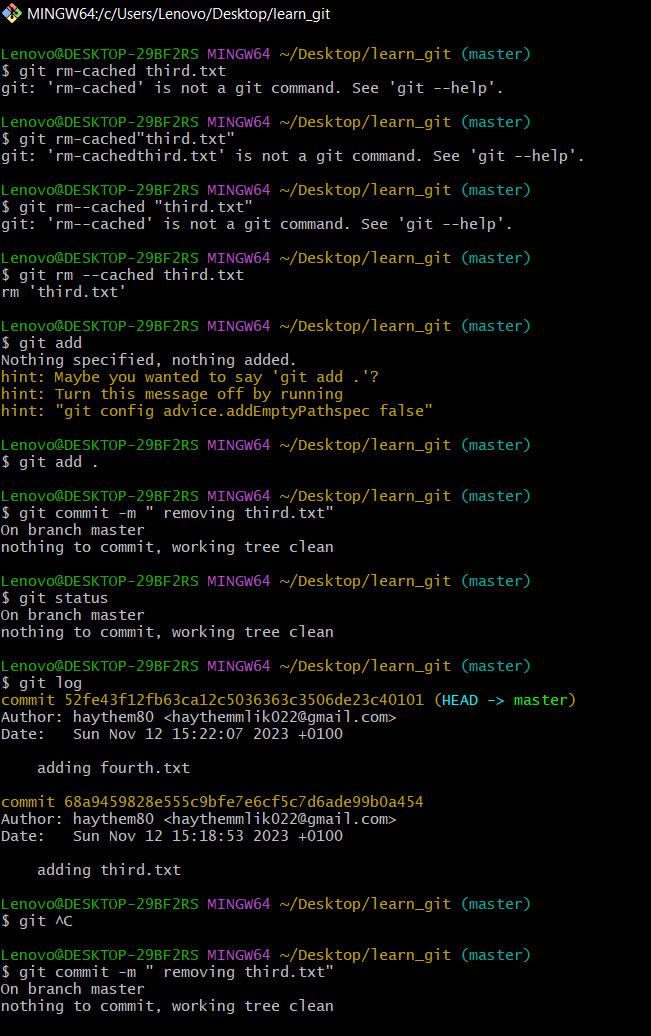 MINGW64:/c/Users/Lenovo/Desktop/learn_git
Lenovo@DESKTOP-29BF2RS MINGW64 ~/Desktop/learn_git (master)
$ git rm-cached third.txt
git: 'rm-cached' is not a git command. See 'git --help'.
Lenovo@DESKTOP-29BF2RS MINGW64 ~/Desktop/learn_git (master)
$ git rm-cached"third.txt"
git: 'rm-cachedthird.txt' is not a git command. See 'git --help'.
Lenovo@DESKTOP-29BF2RS MINGW64 ~/Desktop/learn_git (master)
$ git rm--cached "third.txt"
git: 'rm--cached' is not a git command. See 'git --help'.
Lenovo@DESKTOP-29BF2RS MINGW64 ~/Desktop/learn_git (master)
$ git rm --cached third.txt
rm 'third.txt'
Lenovo@DESKTOP-29BF2RS MINGW64 ~/Desktop/learn_git (master)
$ git add
Nothing specified, nothing added.
hint: Maybe you wanted to say 'git add .'?
hint: Turn this message off by running
hint: "git config advice.addEmptyPathspec false"
Lenovo@DESKTOP-29BF2RS MINGW64 ~/Desktop/learn_git (master)
$ git add .
Lenovo@DESKTOP-29BF2RS MINGW64 ~/Desktop/learn_git (master)
$ git commit -m " removing third.txt"
On branch master
nothing to commit, working tree clean
Lenovo@DESKTOP-29BF2RS MINGW64 ~/Desktop/learn_git (master)
$ git status
On branch master
nothing to commit, working tree clean
Lenovo@DESKTOP-29BF2RS MINGW64 ~/Desktop/learn_git (master)
$ git log
commit 52fe43f12fb63ca12c5036363c3506de23c40101 (HEAD -> master)
Author: haythem80 <haythemmlik022@gmail.com>
Date:   Sun Nov 12 15:22:07 2023 +0100
    adding fourth.txt
commit 68a9459828e555c9bfe7e6cf5c7d6ade99b0a454
Author: haythem80 <haythemmlik022@gmail.com>
Date:   Sun Nov 12 15:18:53 2023 +0100
    adding third.txt
Lenovo@DESKTOP-29BF2RS MINGW64 ~/Desktop/learn_git (master)
$ git ^C
Lenovo@DESKTOP-29BF2RS MINGW64 ~/Desktop/learn_git (master)
$ git commit -m " removing third.txt"
On branch master
nothing to commit, working tree clean